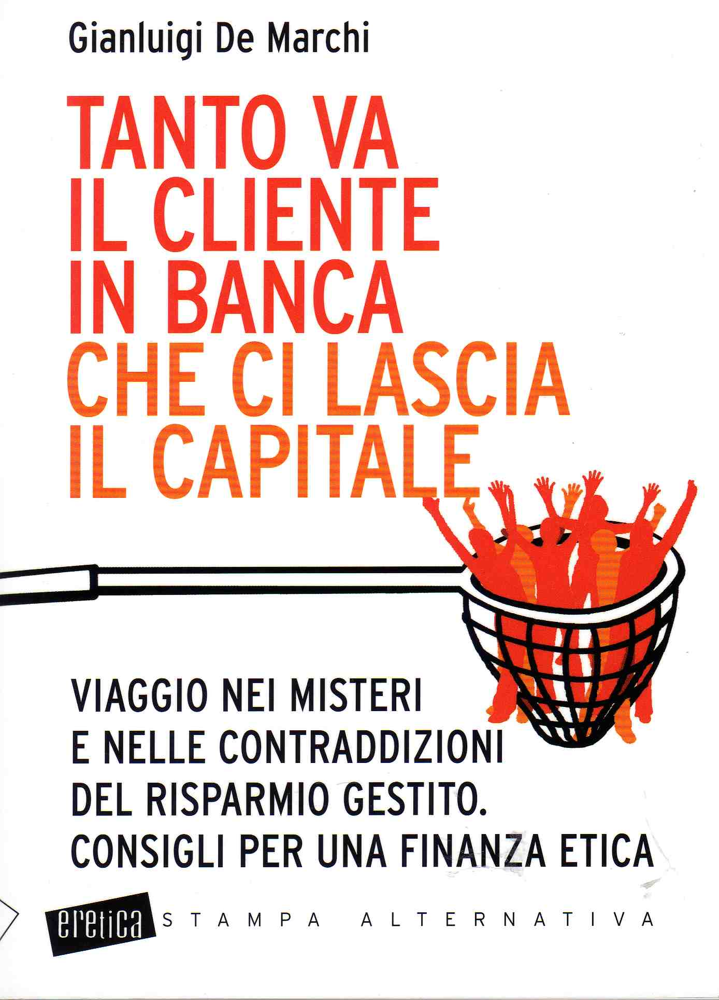 Gianluigi De Marchi
TANTO VA
IL CLIENTE
IN BANCA
CHE CI LASCIA
IL CAPITALE
VIAGGIO NEI MISTERI
E NELLE CONTRADDIZIONI
DEL RISPARMIO GESTITO.
CONSIGLI PER UNA FINANZA ETICA
eretica STAMPA ALTERNATIVA